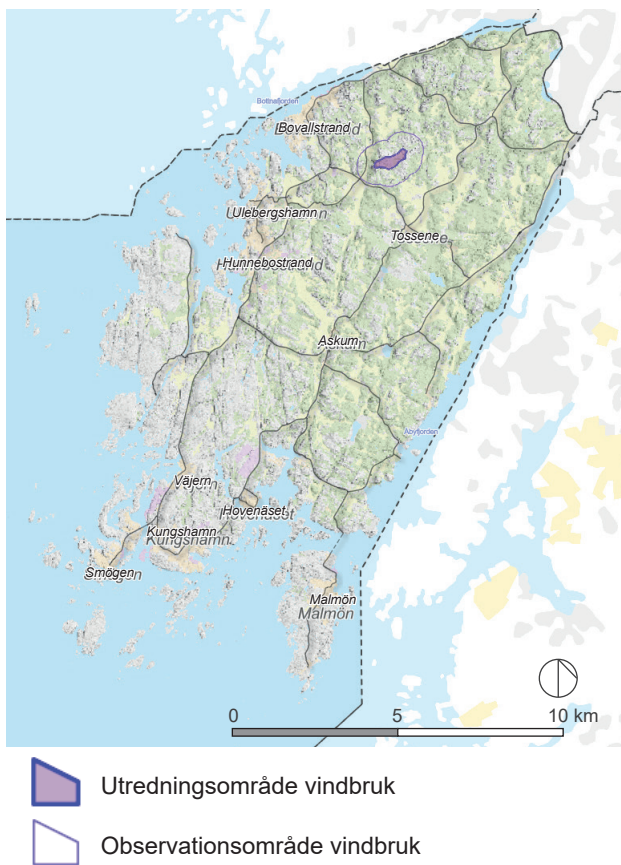 Bottnafjorden
Bovallstrand
Ulebergshamn
Tossene
Hunnebostrand
Askum
Åbyfjorden
Väjern
Hovenäset
Kungshamn
Smögen
Malmön
0 5 10 km
Utredningsområde vindbruk
Observationsområde vindbruk